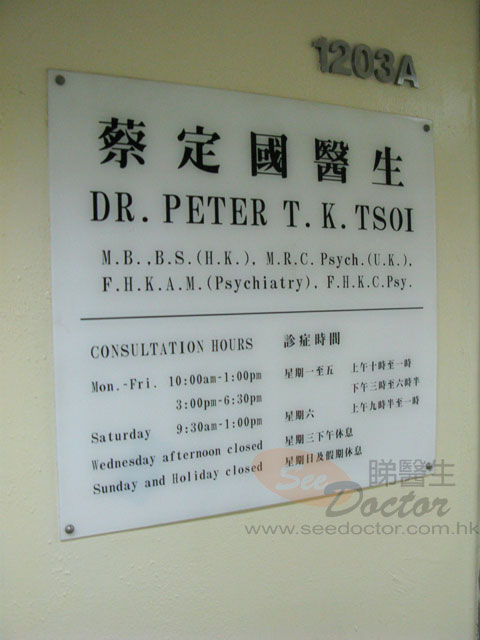 1203A
蔡定國醫生
DR. PETER T. K. TSOI
M.B.,B.S.(H.K.), M.R.C. Psych.(U.K.),
F.H.K.A.M.(Psychiatry), F.H.K.C.Psy.
CONSULTATION HOURS
Mon.-Fri. 10:00am-1:00pm
3:00pm-6:30pm
Saturday 9:30am-1:00pm
Wednesday afternoon closed
Sunday and Holiday closed
診症時間
星期一至五 上午十時至一時
下午三時至六時半
星期六 上午九時半至一時
星期三下午休息
星期日及假期休息
See 睇醫生
Doctor
www.seedoctor.com.hk